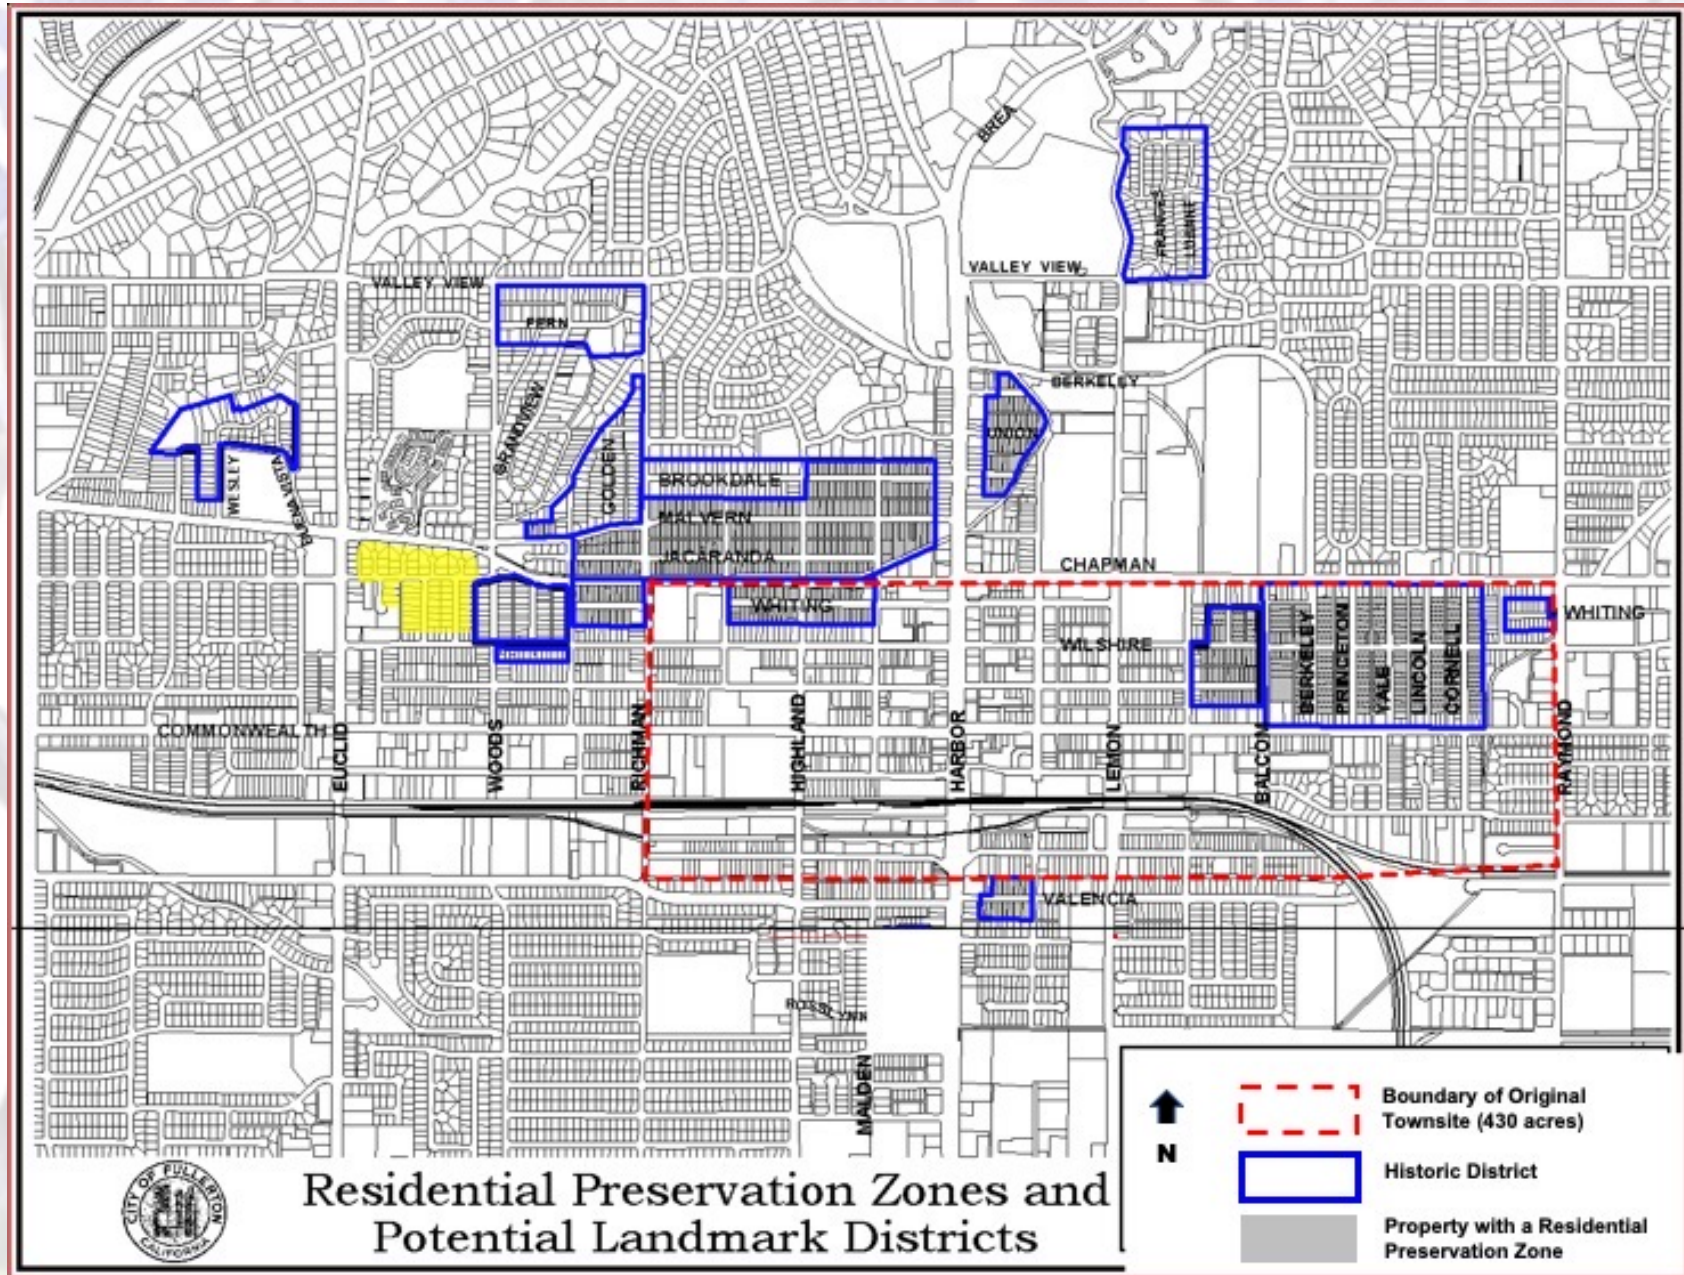 BREA
FRANCES
LUANNE
VALLEY VIEW
VALLEY VIEW
FERN
BERKELEY
GRANDVIEW
UNION
WESLEY
BUENA VISTA
GOLDEN
BROOKDALE
MALVERN
JACARANDA
CHAPMAN
WHITING
WHITING
WILSHIRE
BERKELEY
PRINCETON
YALE
LINCOLN
CORNELL
COMMONWEALTH
EUCLID
WOODS
RICHMAN
HIGHLAND
HARBOR
LEMON
BALCOM
RAYMOND
VALENCIA
MALDEN
N
Boundary of Original
Townsite (430 acres)
Historic District
Property with a Residential
Preservation Zone
CITY OF FULLERTON
CALIFORNIA
Residential Preservation Zones and
Potential Landmark Districts